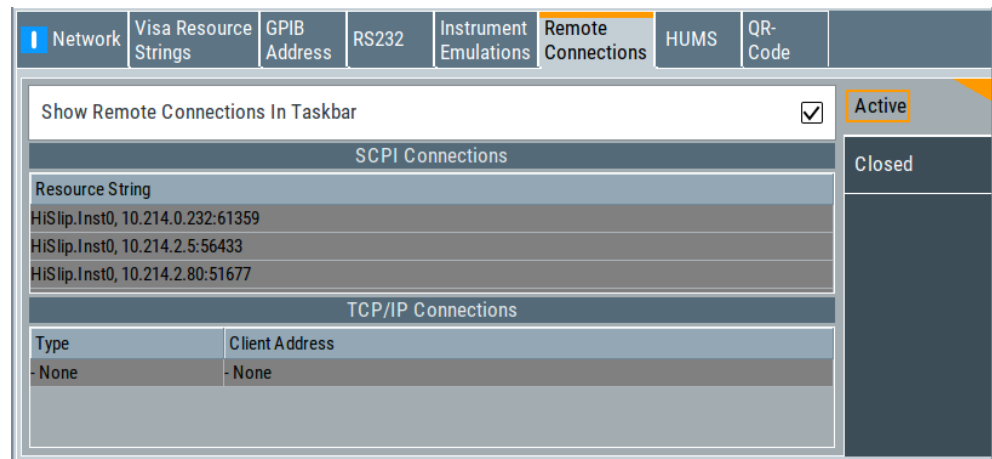 Network
Visa Resource
Strings
GPIB
Address
RS232
Instrument
Emulations
Remote
Connections
HUMS
QR-
Code
Show Remote Connections In Taskbar
Active
SCPI Connections
Closed
Resource String
HiSlip.Inst0, 10.214.0.232:61359
HiSlip.Inst0, 10.214.2.5:56433
HiSlip.Inst0, 10.214.2.80:51677
TCP/IP Connections
Type Client Address
- None - None